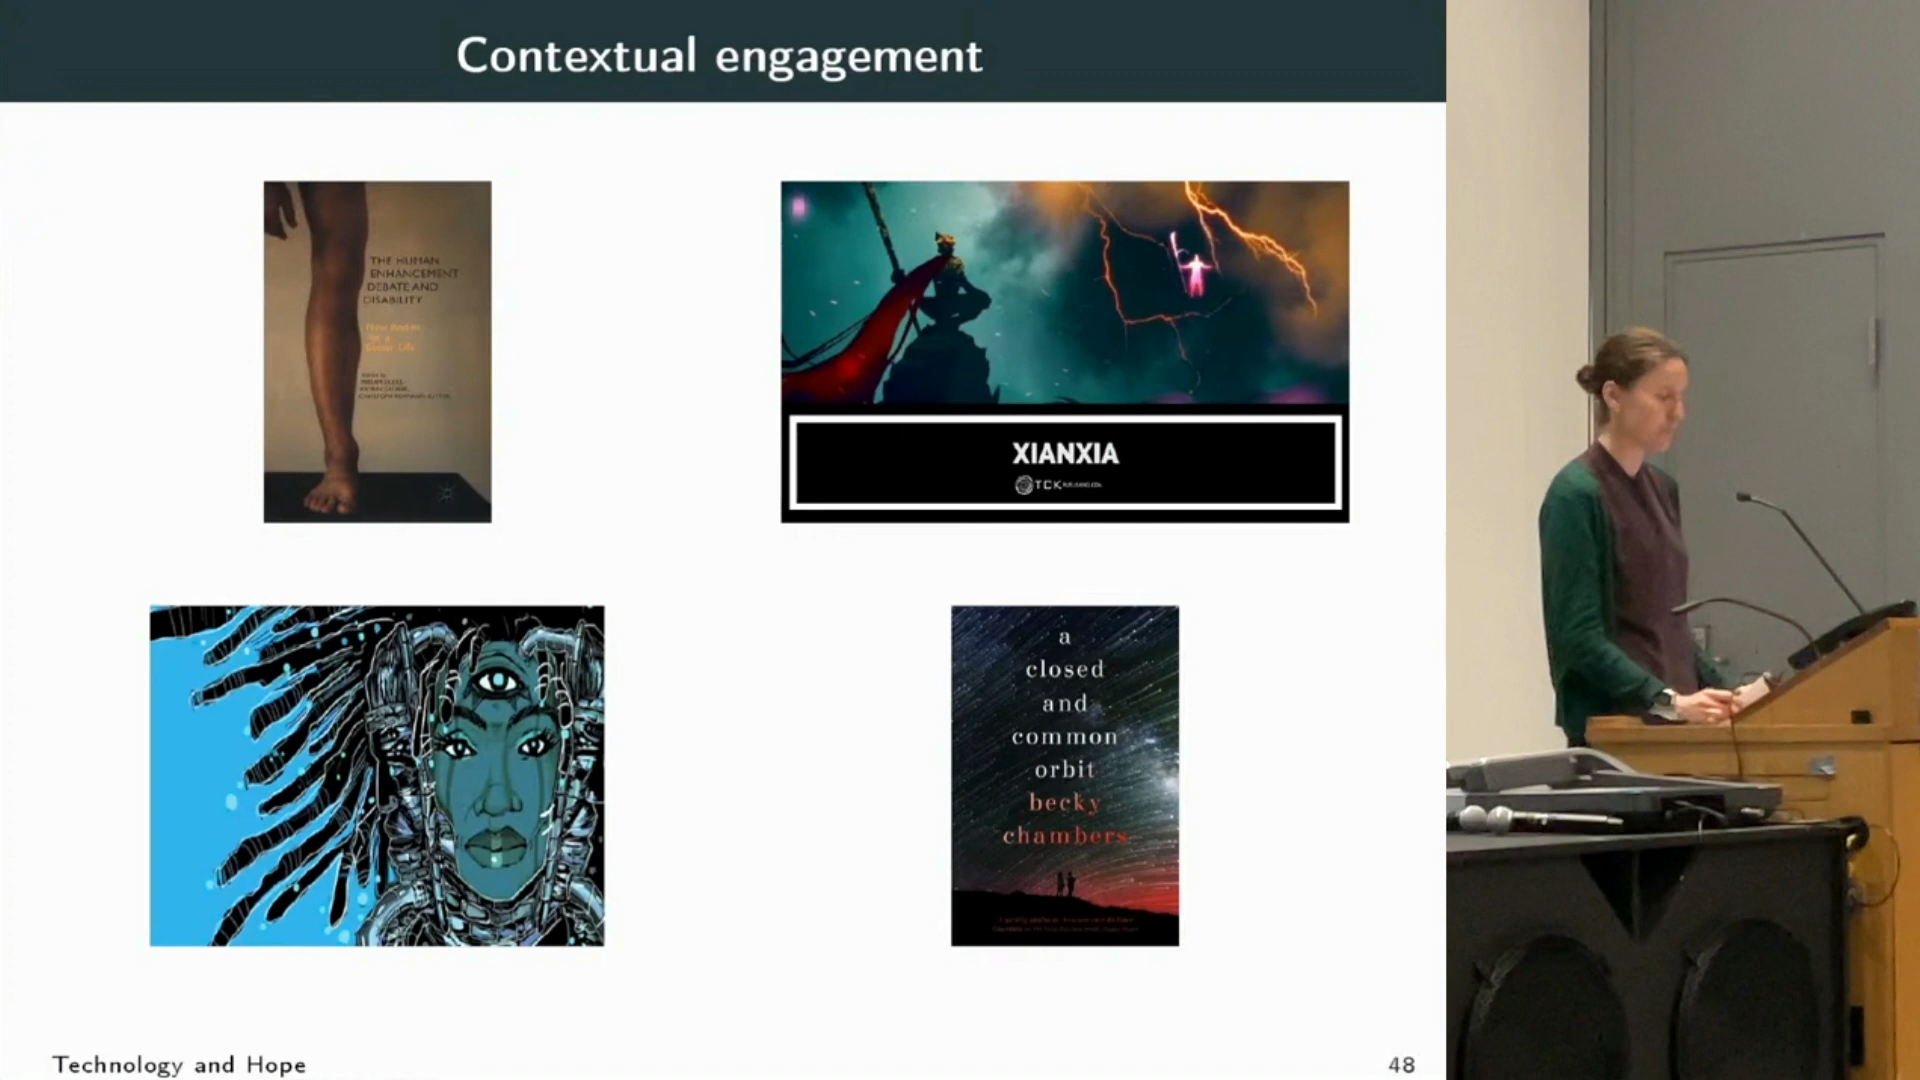 Contextual engagement
THE HUMAN
ENHANCEMENT
DEBATE AND
DISABILITY
XIANXIA
TCK
a
closed
and
common
orbit
becky
chambers
Technology and Hope
48